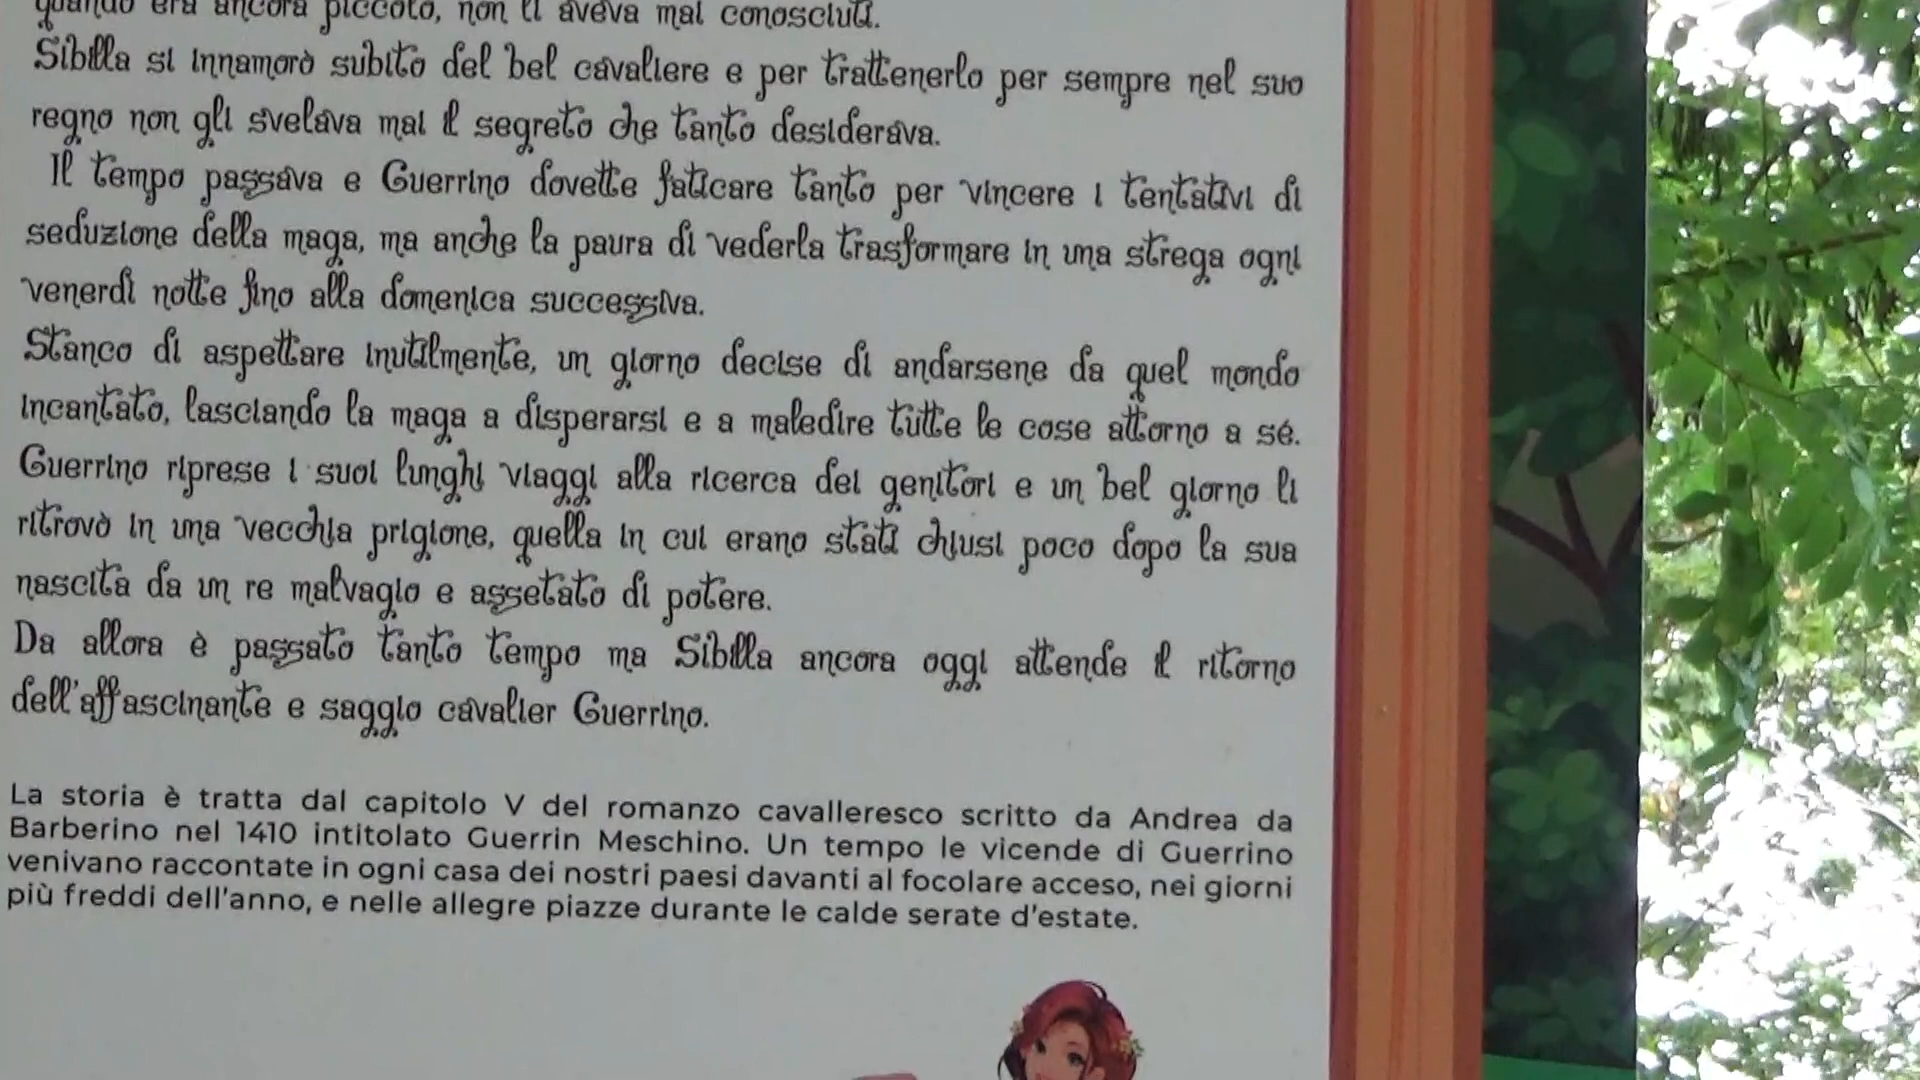 quando era ancora piccolo, non li aveva mai conosciuti.
Sibilla si innamorò subito del bel cavaliere e per trattenerlo per sempre nel suo
regno non gli svelava mai il segreto che tanto desiderava.
Il tempo passava e Guerrino dovette faticare tanto per vincere i tentativi di
seduzione della maga, ma anche la paura di vederla trasformare in una strega ogni
venerdì notte fino alla domenica successiva.
Stanco di aspettare inutilmente, un giorno decise di andarsene da quel mondo
incantato, lasciando la maga a disperarsi e a maledire tutte le cose attorno a sé.
Guerrino riprese i suoi lunghi viaggi alla ricerca dei genitori e un bel giorno li
ritrovò in una vecchia prigione, quella in cui erano stati chiusi poco dopo la sua
nascita da un re malvagio e assetato di potere.
Da allora è passato tanto tempo ma Sibilla ancora oggi attende il ritorno
dell'affascinante e saggio cavalier Guerrino.
La storia è tratta dal capitolo V del romanzo cavalleresco scritto da Andrea da
Barberino nel 1410 intitolato Guerrin Meschino. Un tempo le vicende di Guerrino
venivano raccontate in ogni casa dei nostri paesi davanti al focolare acceso, nei giorni
più freddi dell'anno, e nelle allegre piazze durante le calde serate d'estate.